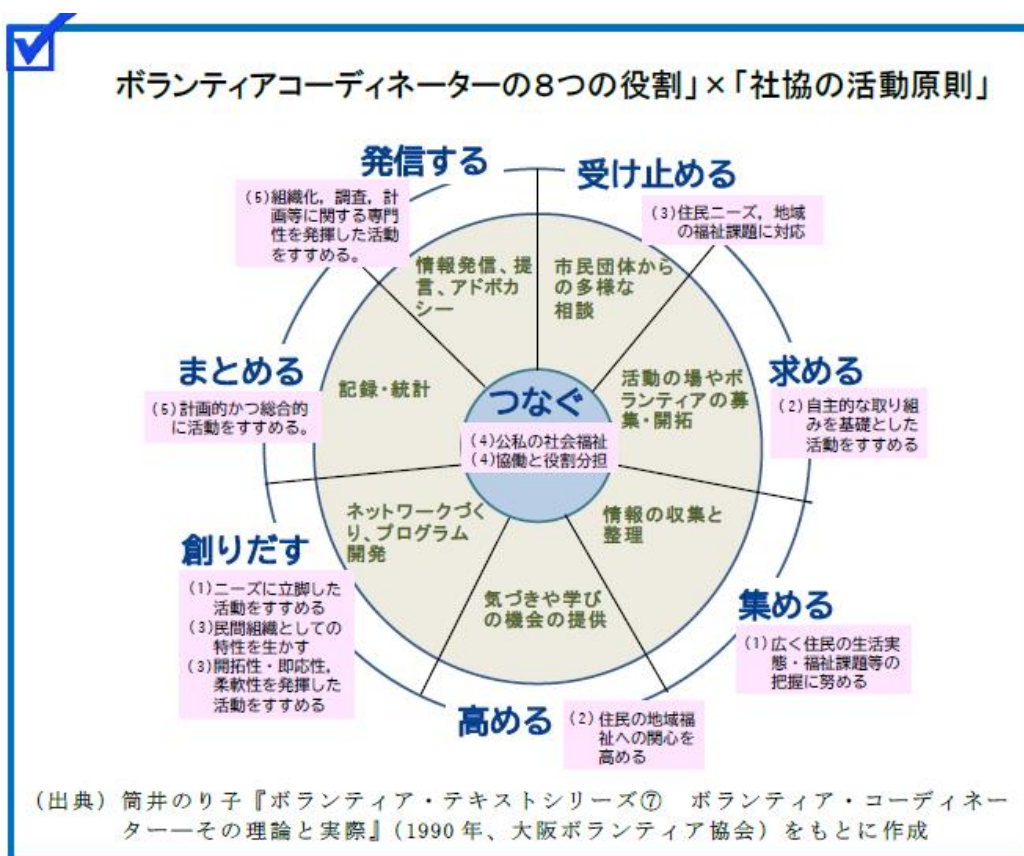 ボランティアコーディネーターの８つの役割」×「社協の活動原則」
発信する
(5)組織化，調査，計
画等に関する専門
性を発揮した活動
をすすめる。
情報発信、提
言、アドボカ
シー
受け止める
(3)住民ニーズ，地域
の福祉課題に対応
市民団体から
の多様な
相談
求める
(2)自主的な取り組
みを基礎とした
活動をすすめる
活動の場やボ
ランティアの募
集・開拓
集める
(1)広く住民の生活実
態・福祉課題等の
把握に努める
情報の収集と
整理
高める
(2)住民の地域福
祉への関心を
高める
気づきや学び
の機会の提供
創りだす
(1)ニーズに立脚した
活動をすすめる
(3)民間組織としての
特性を生かす
(3)開拓性・即応性，
柔軟性を発揮した
活動をすすめる
ネットワークづく
り、プログラム
開発
まとめる
(5)計画的かつ総合的
に活動をすすめる。
記録・統計
つなぐ
(4)公私の社会福祉
(4)協働と役割分担
（出典）筒井のり子『ボランティア・テキストシリーズ⑦　ボランティア・コーディネー
ター―その理論と実際』（1990年、大阪ボランティア協会）をもとに作成